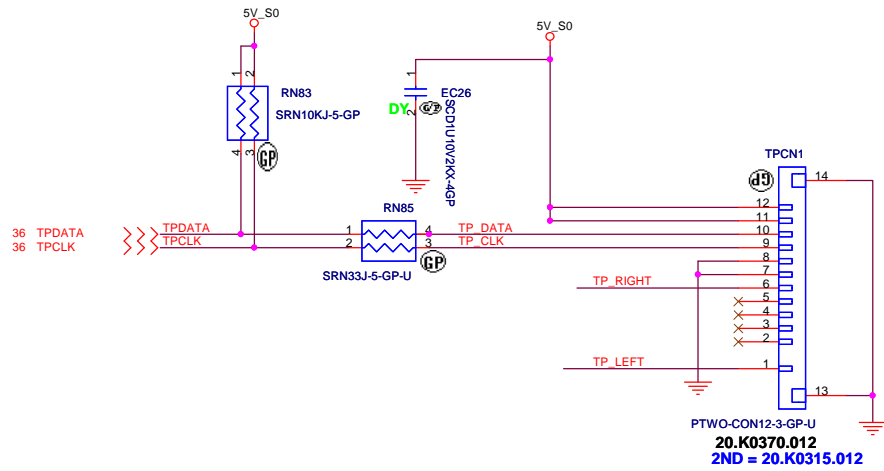 5V_S0
5V_S0
1
2
RN83
SRN10KJ-5-GP
4
3
GP
1
EC26
DY
2
G/P
SCD1U10V2KX-4GP
TPCN1
GP
14
12
11
RN85
36 TPDATA
TPDATA
1
4
TP_DATA
10
36 TPCLK
TPCLK
2
3
TP_CLK
9
GP
SRN33J-5-GP-U
8
7
TP_RIGHT
6
5
4
3
2
TP_LEFT
1
13
PTWO-CON12-3-GP-U
20.K0370.012
2ND = 20.K0315.012